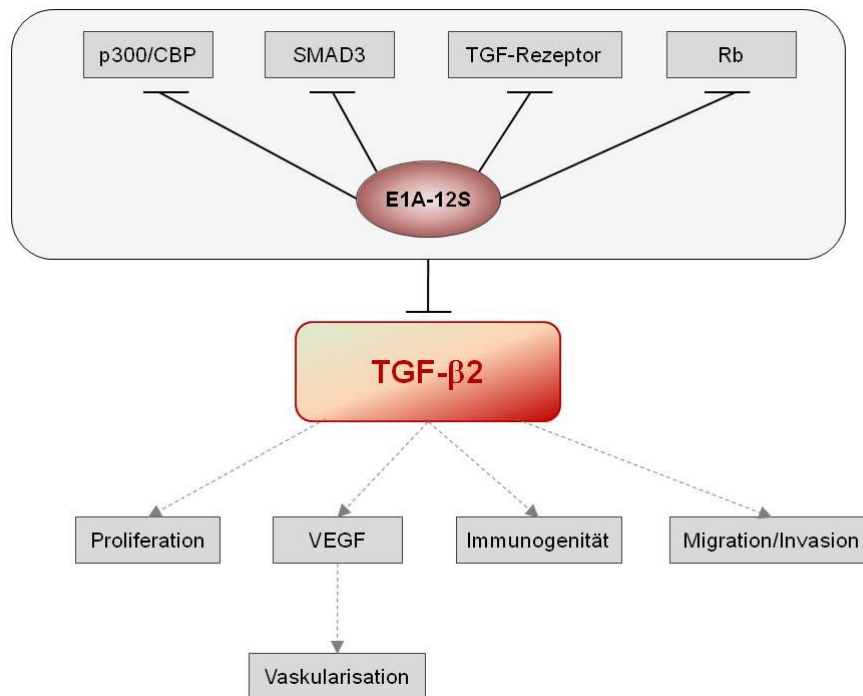 p300/CBP
SMAD3
TGF-Rezeptor
Rb
E1A-12S
TGF-β2
Proliferation
VEGF
Immunogenität
Migration/Invasion
Vaskularisation